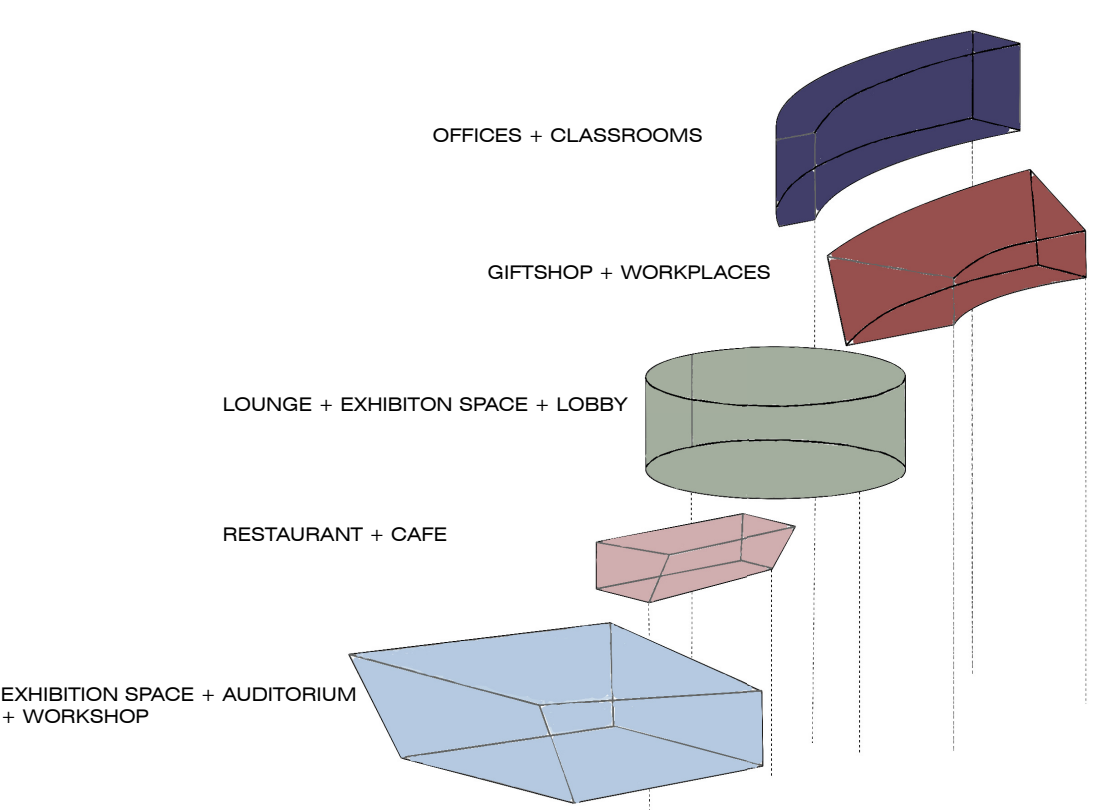 OFFICES + CLASSROOMS
GIFTSHOP + WORKPLACES
LOUNGE + EXHIBITON SPACE + LOBBY
RESTAURANT + CAFE
EXHIBITION SPACE + AUDITORIUM
+ WORKSHOP